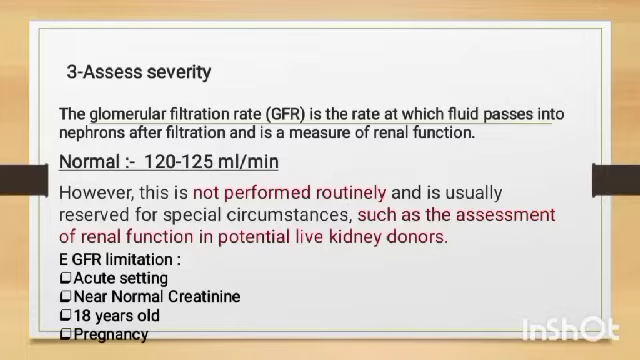 3-Assess severity
The glomerular filtration rate (GFR) is the rate at which fluid passes into
nephrons after filtration and is a measure of renal function.
Normal :- 120-125 ml/min
However, this is not performed routinely and is usually
reserved for special circumstances, such as the assessment
of renal function in potential live kidney donors.
E GFR limitation :
❑Acute setting
❑Near Normal Creatinine
❑18 years old
❑Pregnancy
InShOt